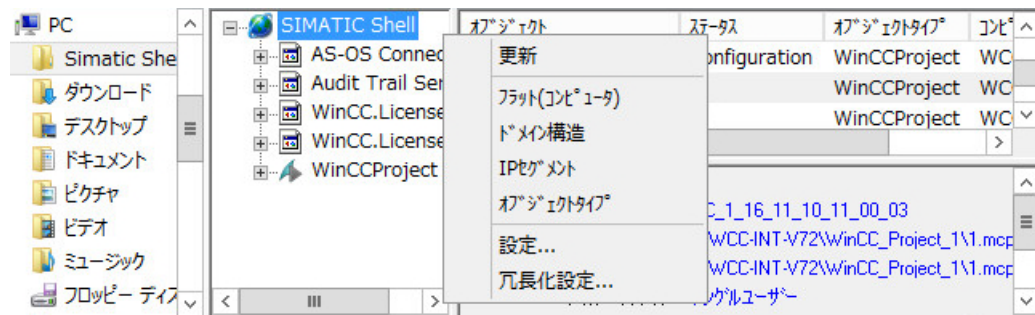 PC
Simatic She
ダウンロード
デスクトップ
ドキュメント
ピクチャ
ビデオ
ミュージック
フロッピー ディス
SIMATIC Shell
AS-OS Connec
Audit Trail Ser
WinCC.License
WinCC.License
WinCCProject
更新
ﾌﾗｯﾄ(ｺﾝﾋﾟｭｰﾀ)
ﾄﾞﾒｲﾝ構造
IPｾｸﾞﾒﾝﾄ
ｵﾌﾞｼﾞｪｸﾄﾀｲﾌﾟ
設定...
冗長化設定...
ｵﾌﾞｼﾞｪｸﾄ ｽﾃｰﾀｽ ｵﾌﾞｼﾞｪｸﾄﾀｲﾌﾟ ｺﾝﾋﾟ
onfiguration WinCCProject WC
WinCCProject WC
WinCCProject WC
_1_16_11_10_11_00_03
WCC-INT-V72\WinCC_Project_1\1.mcp
WCC-INT-V72\WinCC_Project_1\1.mcp
ﾝｸﾞﾙﾕｰｻﾞｰ